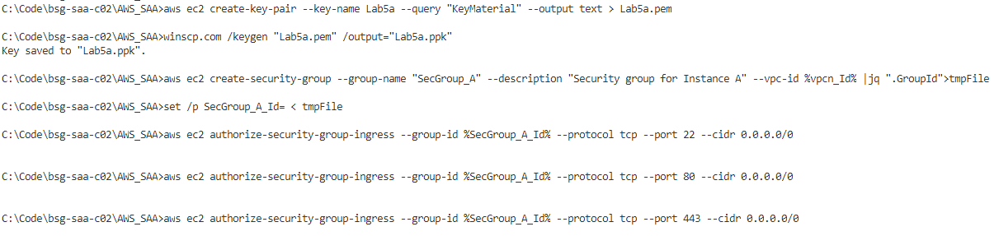 C:\Code\bsg-saa-c02\AWS_SAA>aws ec2 create-key-pair --key-name Lab5a --query "KeyMaterial" --output text > Lab5a.pem
C:\Code\bsg-saa-c02\AWS_SAA>winscp.com /keygen "Lab5a.pem" /output="Lab5a.ppk"
Key saved to "Lab5a.ppk".
C:\Code\bsg-saa-c02\AWS_SAA>aws ec2 create-security-group --group-name "SecGroup_A" --description "Security group for Instance A" --vpc-id %vpcn_Id% |jq ".GroupId">tmpFile
C:\Code\bsg-saa-c02\AWS_SAA>set /p SecGroup_A_Id= < tmpFile
C:\Code\bsg-saa-c02\AWS_SAA>aws ec2 authorize-security-group-ingress --group-id %SecGroup_A_Id% --protocol tcp --port 22 --cidr 0.0.0.0/0
C:\Code\bsg-saa-c02\AWS_SAA>aws ec2 authorize-security-group-ingress --group-id %SecGroup_A_Id% --protocol tcp --port 80 --cidr 0.0.0.0/0
C:\Code\bsg-saa-c02\AWS_SAA>aws ec2 authorize-security-group-ingress --group-id %SecGroup_A_Id% --protocol tcp --port 443 --cidr 0.0.0.0/0